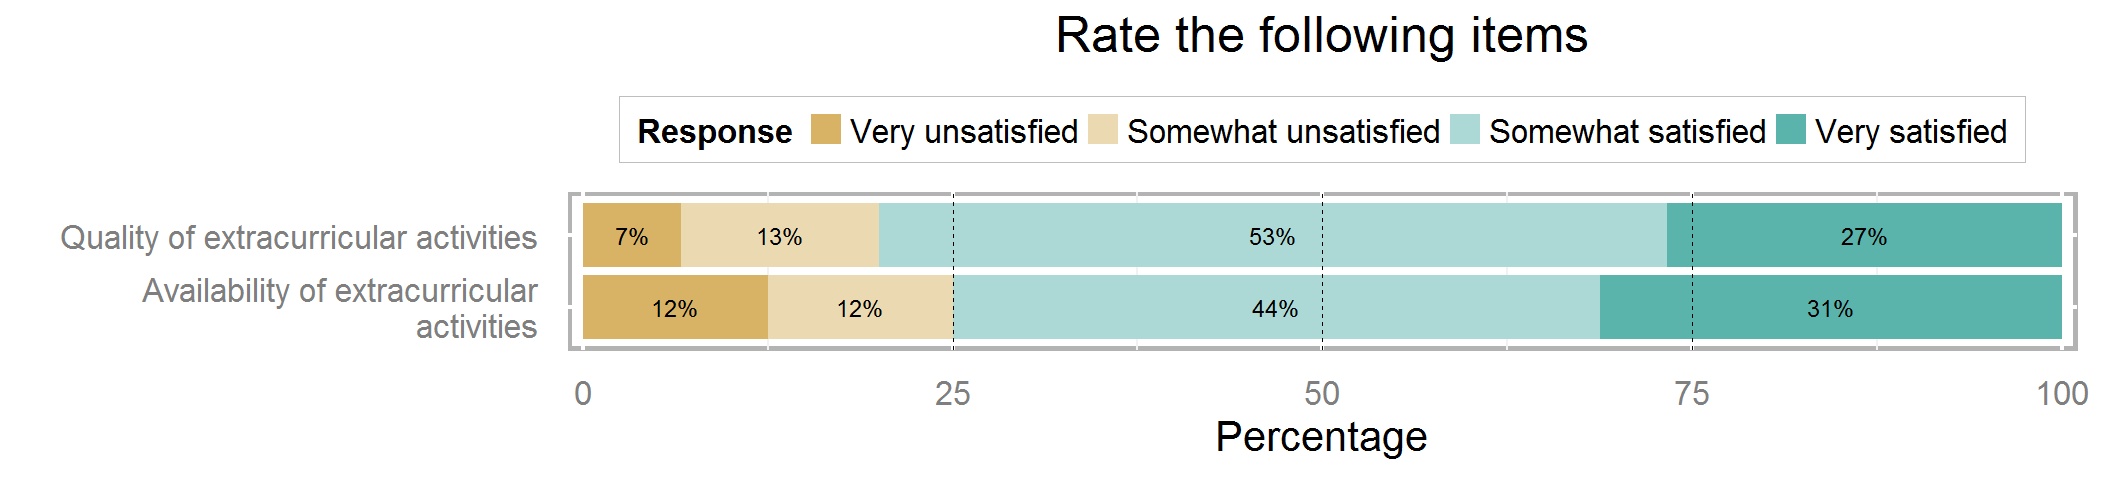 Rate the following items
Response Very unsatisfied Somewhat unsatisfied Somewhat satisfied Very satisfied
Quality of extracurricular activities 7% 13% 53% 27%
Availability of extracurricular
activities
12% 12% 44% 31%
0 25 50 75 100
Percentage